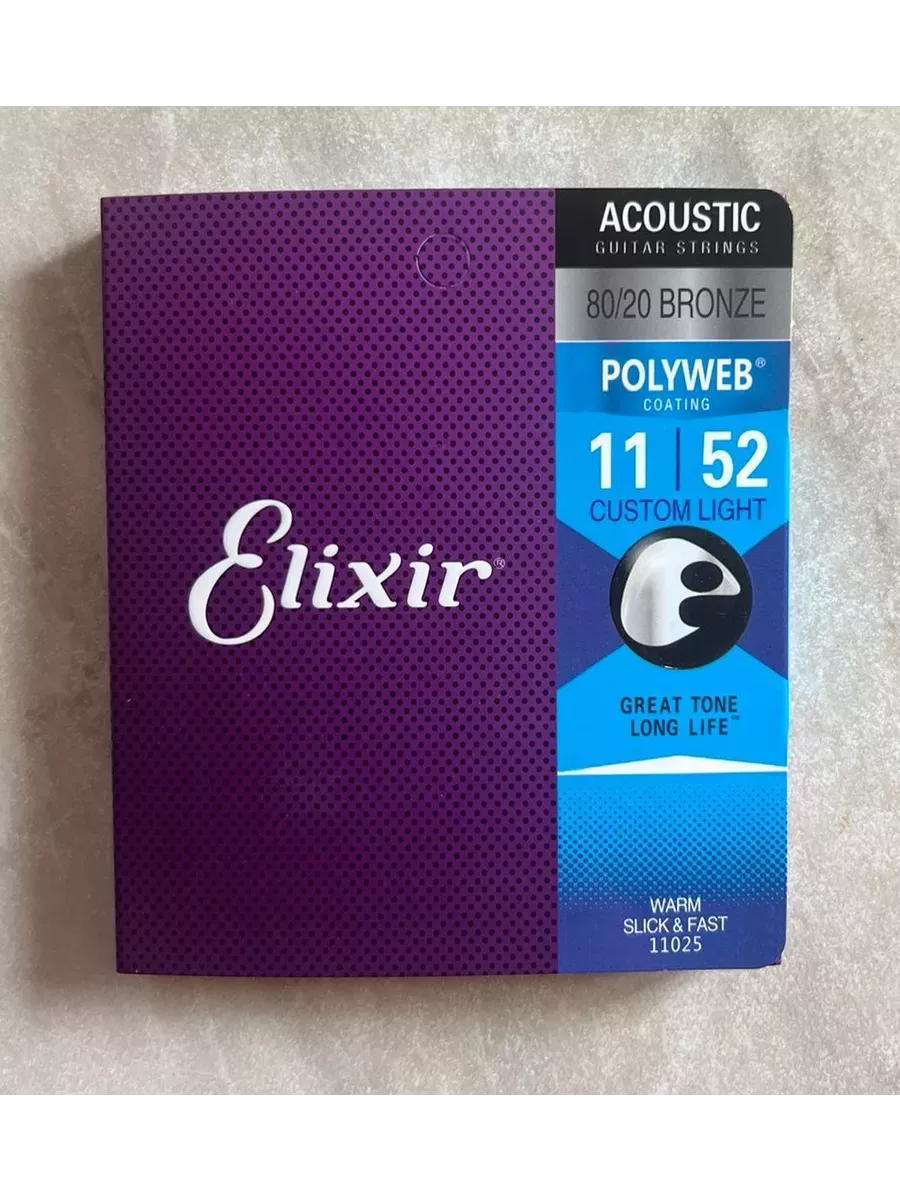 Elixir®
ACOUSTIC
GUITAR STRINGS
80/20 BRONZE
POLYWEB®
COATING
11 | 52
CUSTOM LIGHT
GREAT TONE
LONG LIFE™
WARM
SLICK & FAST
11025